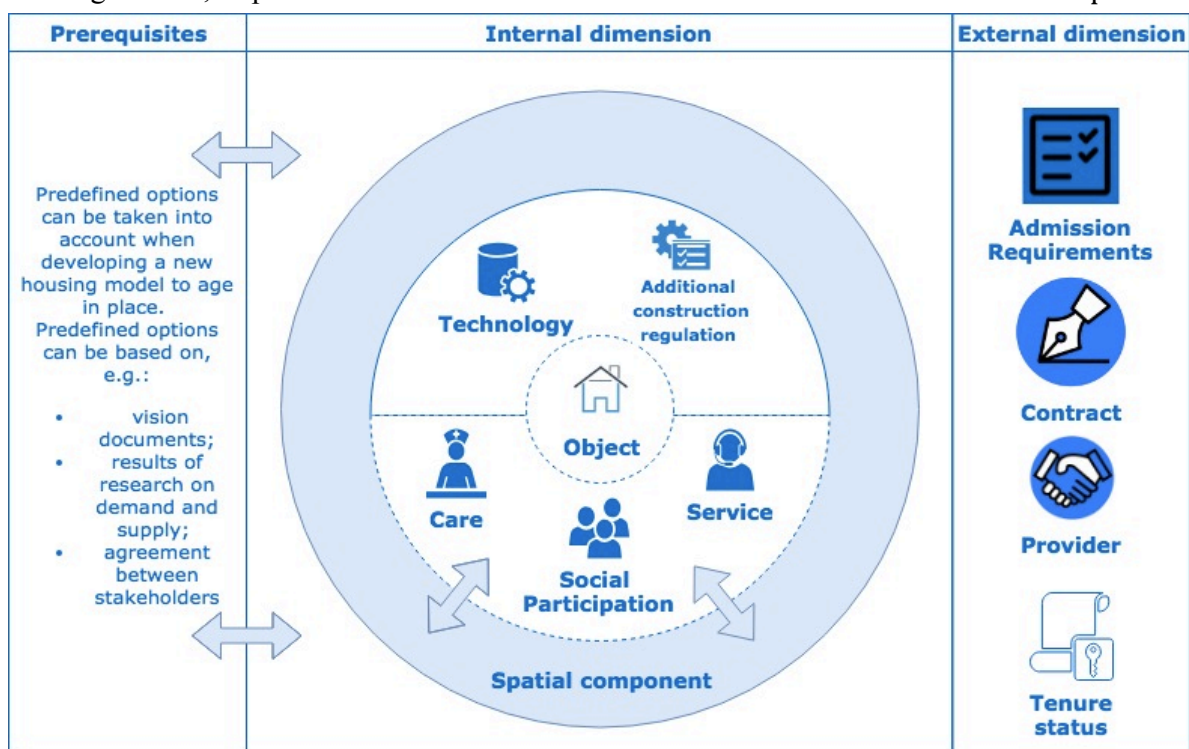 Prerequisites
Internal dimension
External dimension
Predefined options
can be taken into
account when
developing a new
housing model to age
in place.
Predefined options
can be based on,
e.g.:
• vision
documents;
• results of
research on
demand and
supply;
• agreement
between
stakeholders
Technology
Additional
construction
regulation
Object
Care
Service
Social
Participation
Spatial component
Admission
Requirements
Contract
Provider
Tenure
status